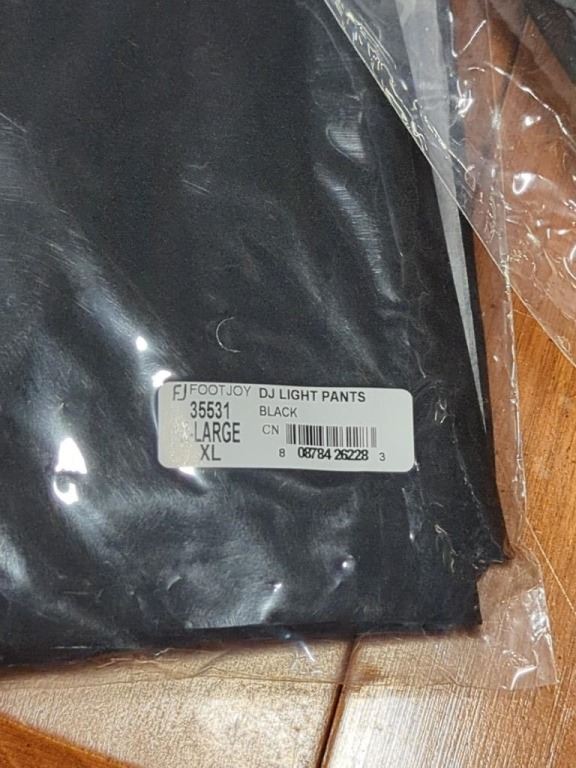 FJ FOOTJOY
35531
X-LARGE
XL
DJ LIGHT PANTS
BLACK
CN
8 08784 26228 3